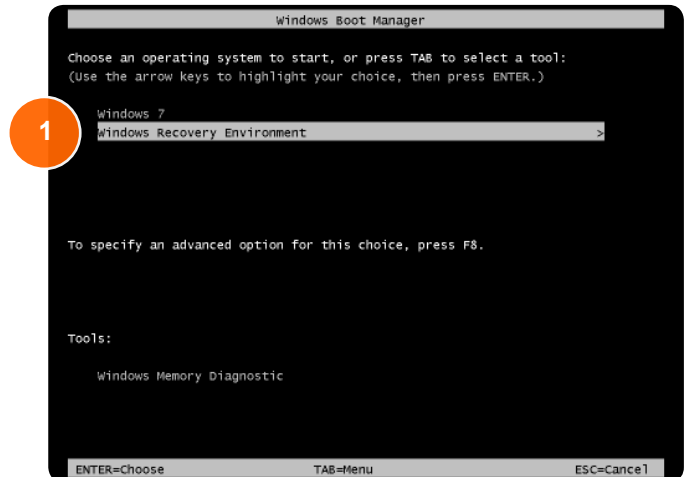 Windows Boot Manager
Choose an operating system to start, or press TAB to select a tool:
(Use the arrow keys to highlight your choice, then press ENTER.)
Windows 7
1
Windows Recovery Environment >
To specify an advanced option for this choice, press F8.
Tools:
Windows Memory Diagnostic
ENTER=Choose TAB=Menu ESC=Cancel